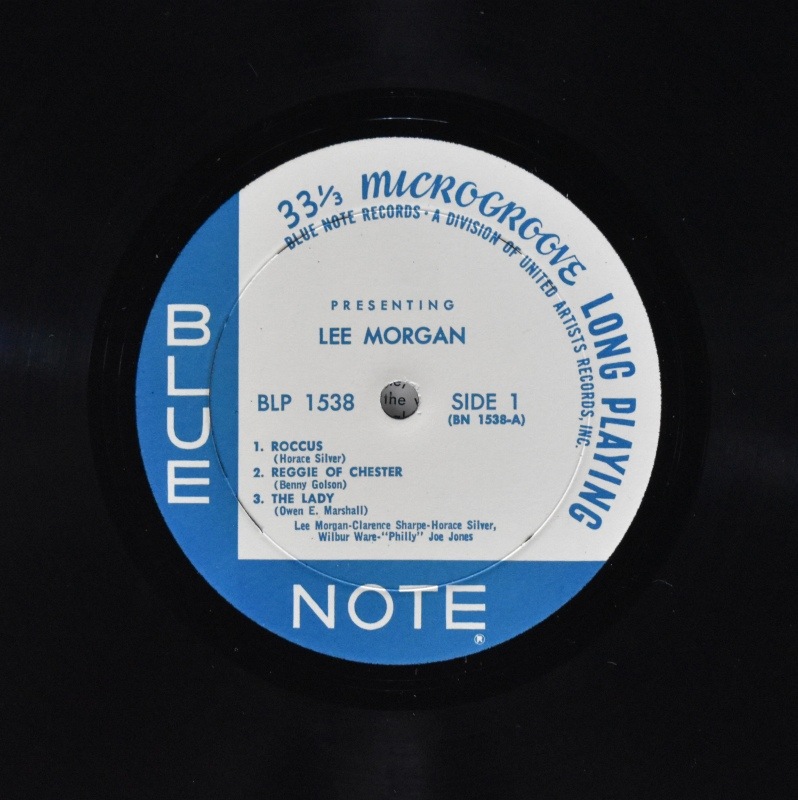 33⅓ MICROGROOVE LONG PLAYING
BLUE NOTE RECORDS · A DIVISION OF UNITED ARTISTS RECORDS, INC.
PRESENTING
LEE MORGAN
BLP 1538 SIDE 1
(BN 1538-A)
the
1. ROCCUS
(Horace Silver)
2. REGGIE OF CHESTER
(Benny Golson)
3. THE LADY
(Owen E. Marshall)
Lee Morgan-Clarence Sharpe-Horace Silver,
Wilbur Ware-"Philly" Joe Jones
BLUE
NOTE
®